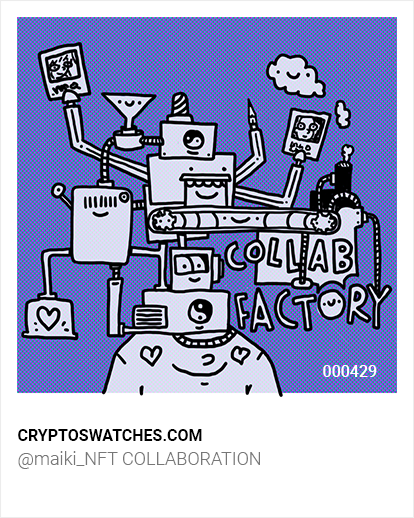 COLLAB
FACTORY
000429
CRYPTOSWATCHES.COM
@maiki_NFT COLLABORATION